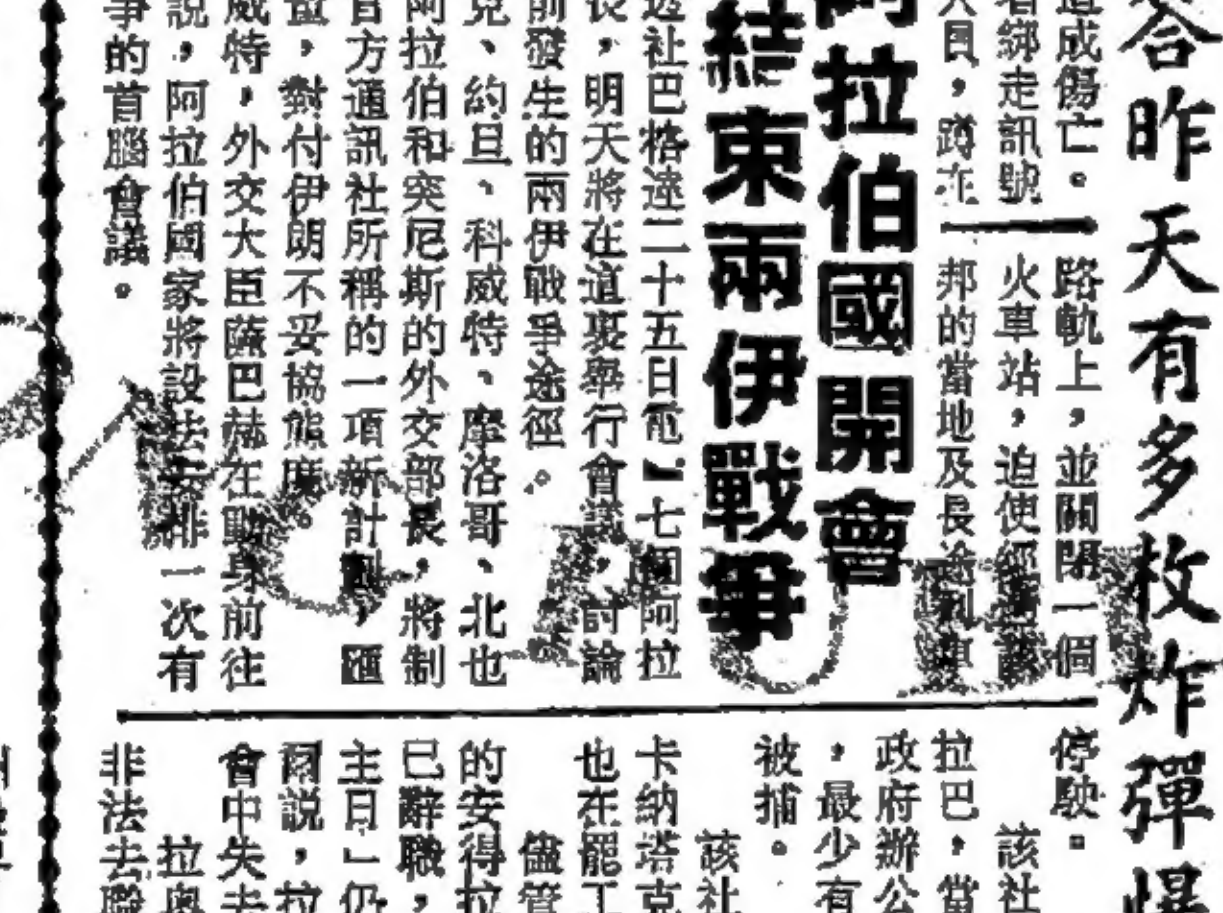 答昨天有多枚炸彈爆
造成傷亡。
者綁走訊號
人員，蹲在
路軌上，並關閉一個
火車站，迫使經過該
邦的當地及長途列車
停駛。
阿拉伯國開會
結束兩伊戰爭
透社巴格達二十五日電】七個阿拉
長，明天將在這裏舉行會議，討論
前發生的兩伊戰爭途徑。
克、約旦、科威特、摩洛哥、北也
阿拉伯和突尼斯的外交部長，將制
官方通訊社所稱的一項新計劃，匯
量，對付伊朗不妥協態度。
威特，外交大臣薩巴赫在動身前往
說，阿拉伯國家將設法安排一次有
爭的首腦會議。
該社
拉巴，當
政府辦公
，最少有
被捕。
該社
卡納塔克
也在罷工
儘管
的安得拉
已辭職，
主日」仍
爾説，拉
會中失去
拉奧
非法去職